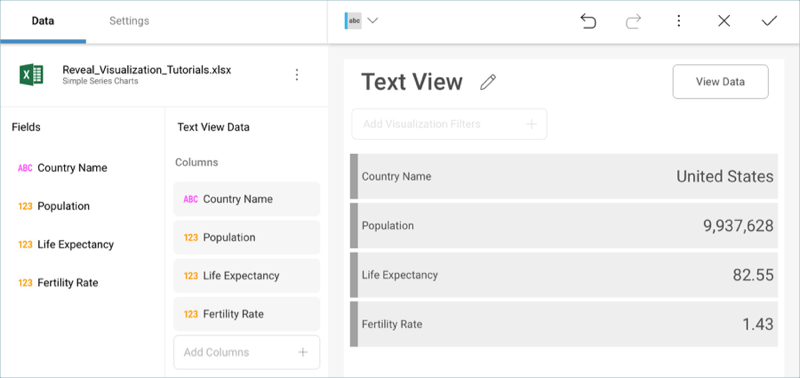 Data
Settings
Reveal_Visualization_Tutorials.xlsx
Simple Series Charts
Fields
ABC Country Name
123 Population
123 Life Expectancy
123 Fertility Rate
Text View Data
Columns
ABC Country Name
123 Population
123 Life Expectancy
123 Fertility Rate
Add Columns
abc
Text View
View Data
Add Visualization Filters
Country Name United States
Population 9,937,628
Life Expectancy 82.55
Fertility Rate 1.43